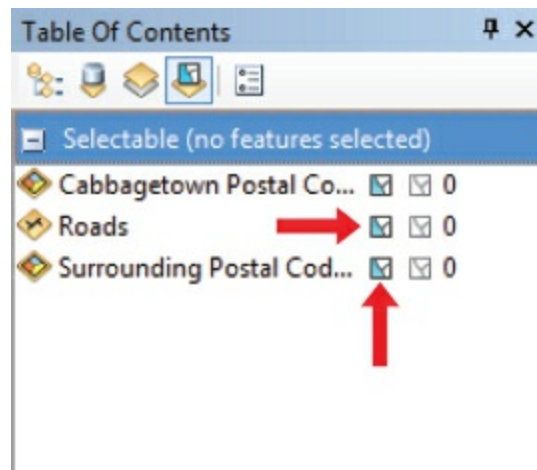 Table Of Contents
Selectable (no features selected)
Cabbagetown Postal Co... 0
Roads 0
Surrounding Postal Cod... 0